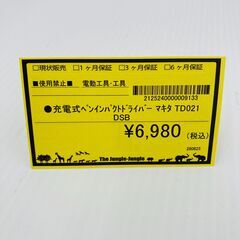 □現状販売 □1ヶ月保証 □3ヶ月保証 □6ヶ月保証
■使用禁止■ 電動工具・工具
2125240000009133
●充電式ペンインパクトドライバー マキタ TD021
DSB
¥6,980 (税込)
280625
The Jungle-Jungle